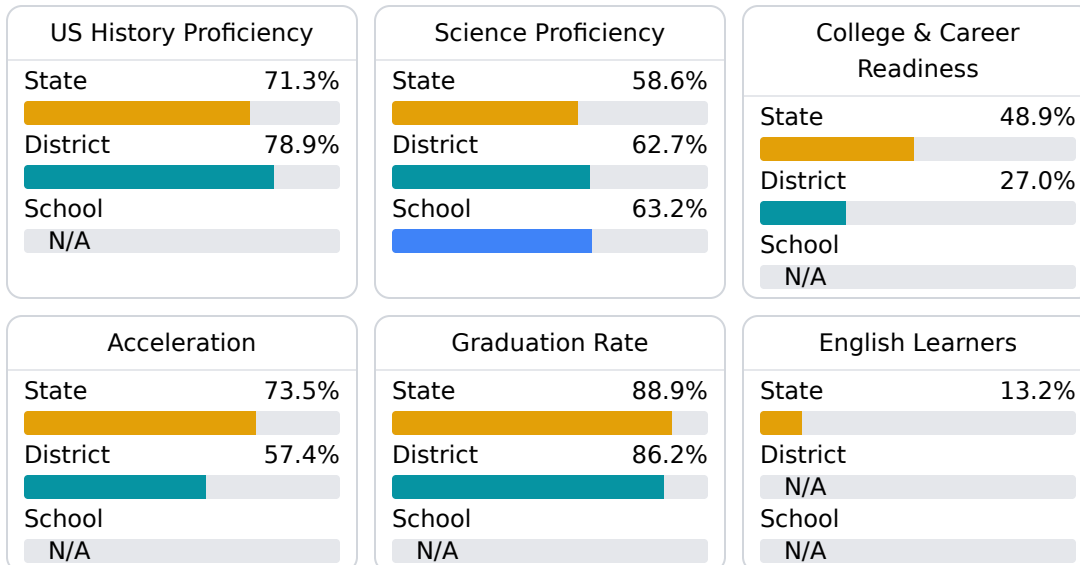 US History Proficiency
State 71.3%
District 78.9%
School
N/A
Science Proficiency
State 58.6%
District 62.7%
School 63.2%
College & Career
Readiness
State 48.9%
District 27.0%
School
N/A
Acceleration
State 73.5%
District 57.4%
School
N/A
Graduation Rate
State 88.9%
District 86.2%
School
N/A
English Learners
State 13.2%
District
N/A
School
N/A